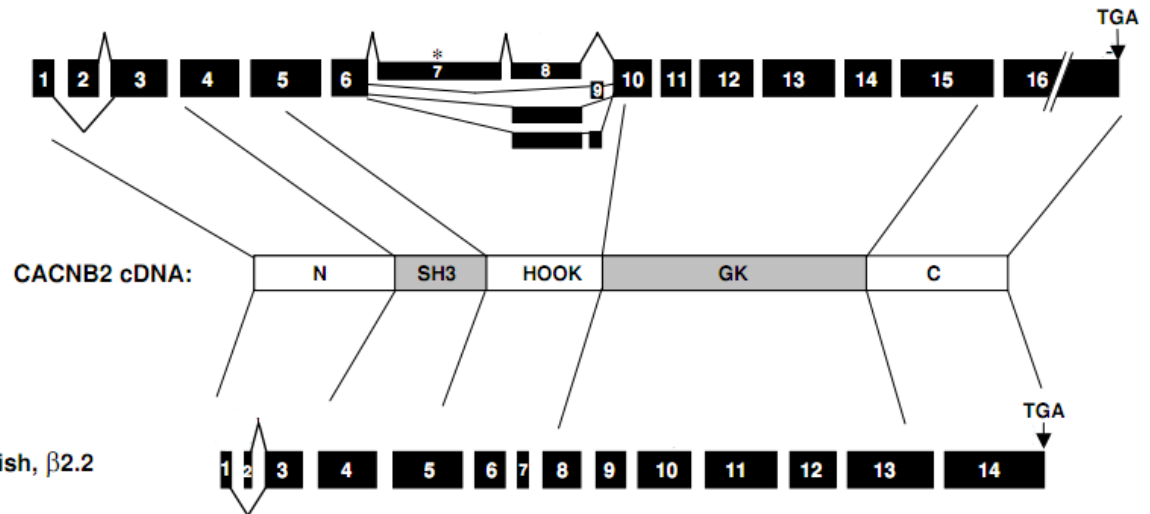 TGA
*
1 2 3 4 5 6 7 8 9 10 11 12 13 14 15 16
CACNB2 cDNA: N SH3 HOOK GK C
TGA
ish, β2.2 1 2 3 4 5 6 7 8 9 10 11 12 13 14